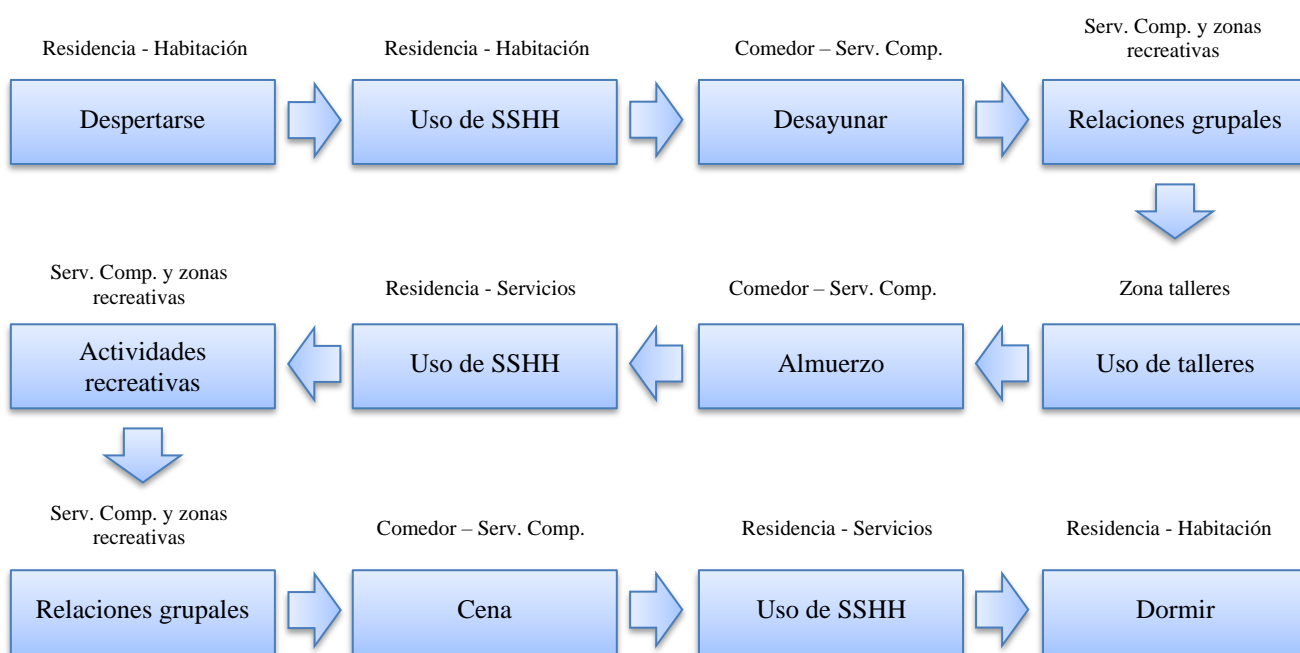 Residencia - Habitación
Despertarse
Residencia - Habitación
Uso de SSHH
Comedor – Serv. Comp.
Desayunar
Serv. Comp. y zonas
recreativas
Relaciones grupales
Zona talleres
Uso de talleres
Comedor – Serv. Comp.
Almuerzo
Residencia - Servicios
Uso de SSHH
Serv. Comp. y zonas
recreativas
Actividades
recreativas
Serv. Comp. y zonas
recreativas
Relaciones grupales
Comedor – Serv. Comp.
Cena
Residencia - Servicios
Uso de SSHH
Residencia - Habitación
Dormir